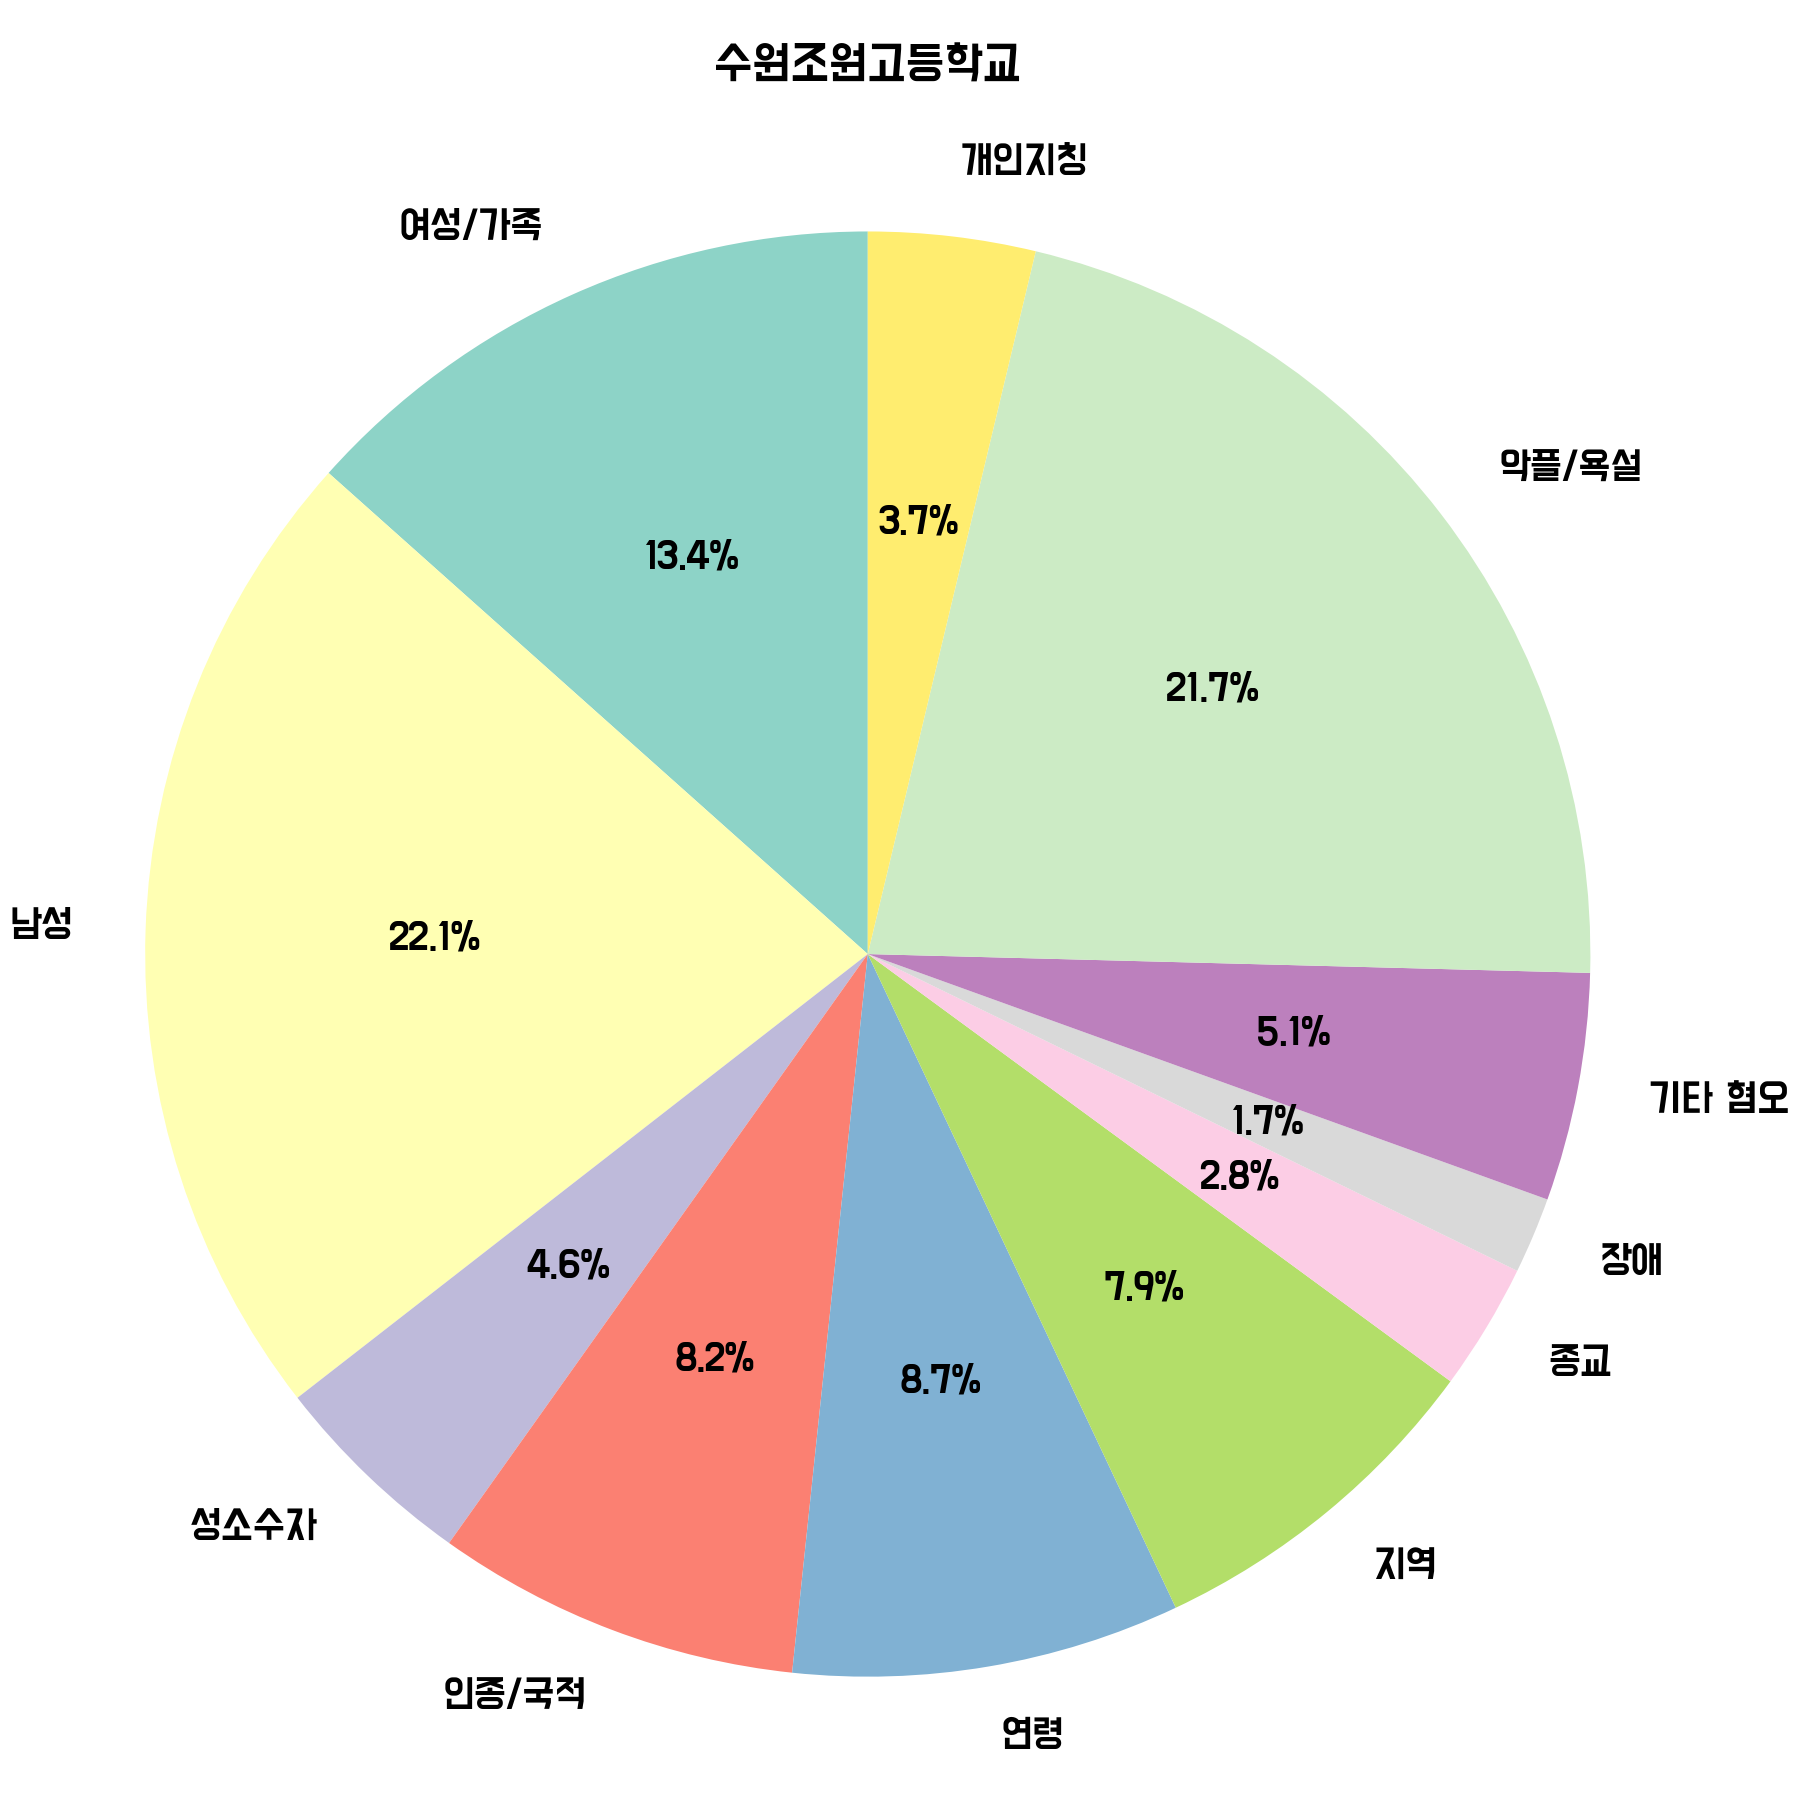 수원조원고등학교
개인지칭
여성/가족
악플/욕설
3.7%
13.4%
21.7%
남성
22.1%
5.1%
기타 혐오
1.7%
2.8%
장애
4.6%
7.9%
8.2%
8.7%
종교
성소수자
지역
인종/국적
연령